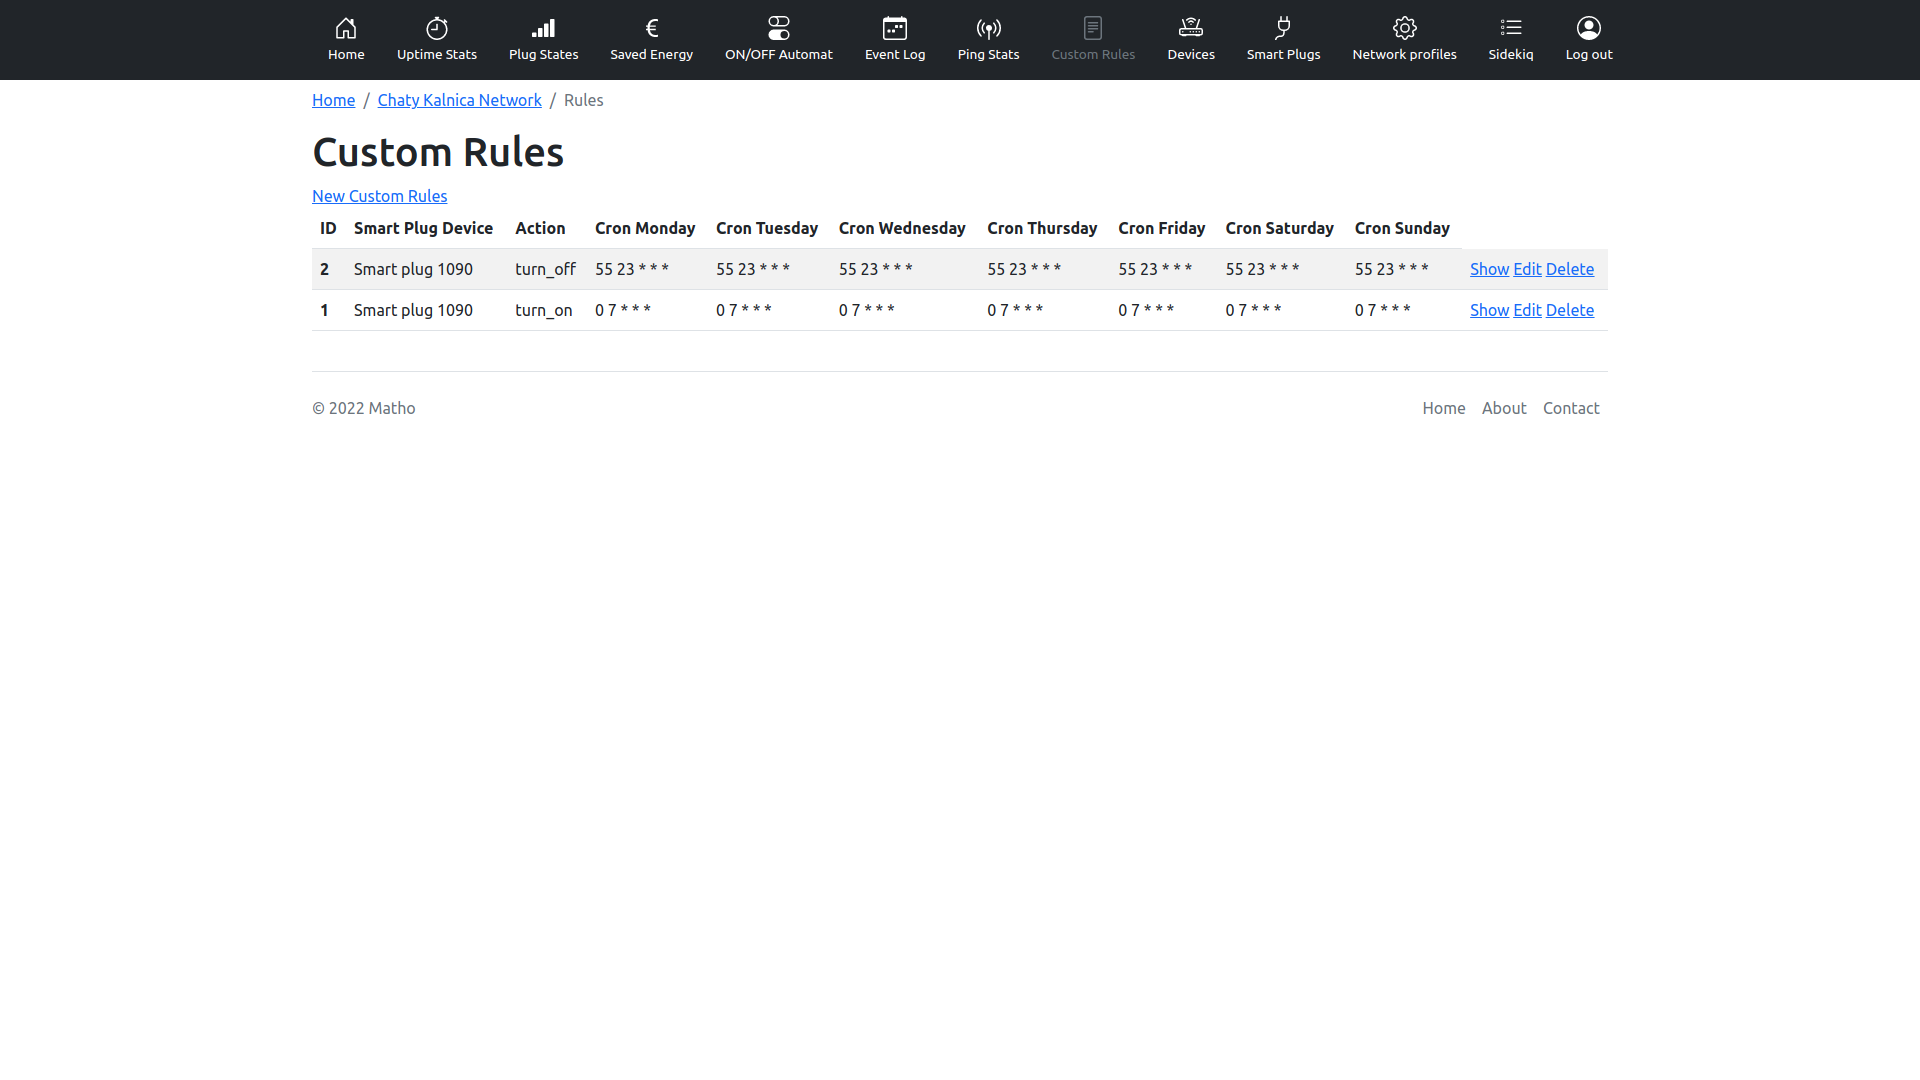 Home Uptime Stats Plug States Saved Energy ON/OFF Automat Event Log Ping Stats Custom Rules Devices Smart Plugs Network profiles Sidekiq Log out
Home / Chaty Kalnica Network / Rules
Custom Rules
New Custom Rules
ID Smart Plug Device Action Cron Monday Cron Tuesday Cron Wednesday Cron Thursday Cron Friday Cron Saturday Cron Sunday
2 Smart plug 1090 turn_off 55 23 * * * 55 23 * * * 55 23 * * * 55 23 * * * 55 23 * * * 55 23 * * * 55 23 * * * Show Edit Delete
1 Smart plug 1090 turn_on 0 7 * * * 0 7 * * * 0 7 * * * 0 7 * * * 0 7 * * * 0 7 * * * 0 7 * * * Show Edit Delete
© 2022 Matho Home About Contact